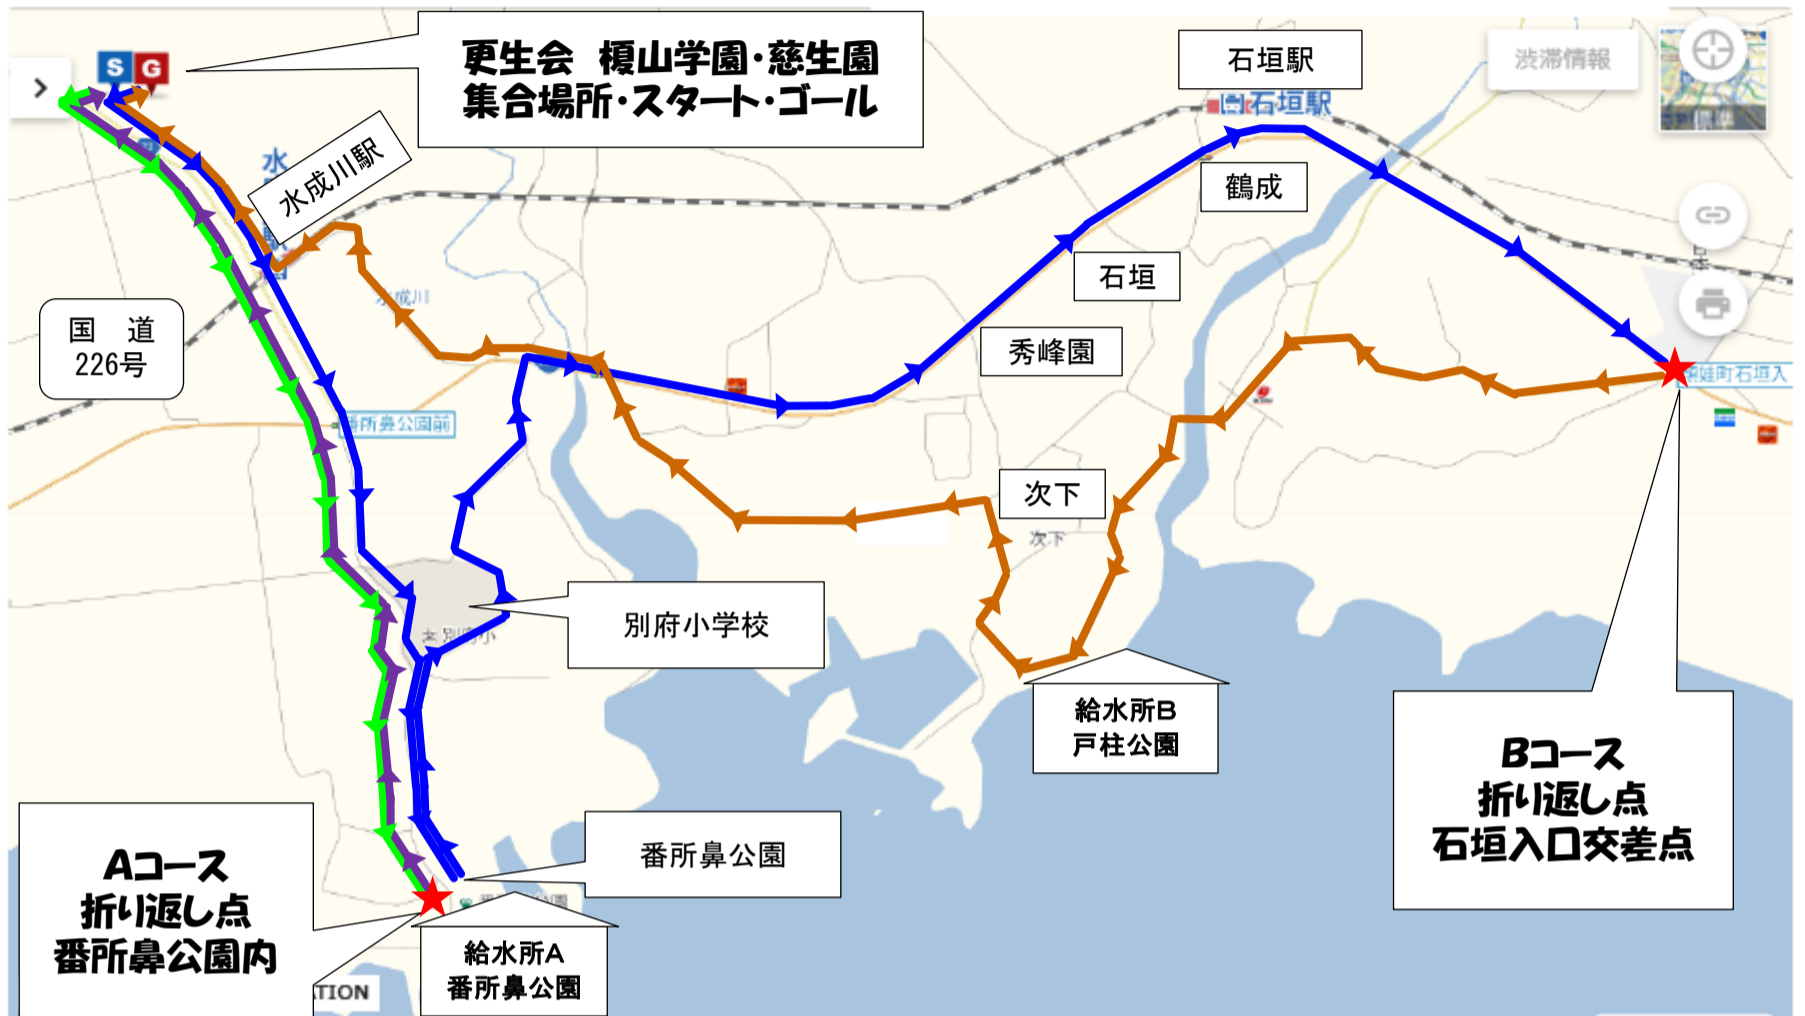 更生会　榎山学園・慈生園
集合場所・スタート・ゴール
S G
石垣駅
石垣駅
渋滞情報
水成川駅
鶴成
石垣
水成川
国　道
226号
秀峰園
番所鼻公園前
次下
次下
別府小学校
別府小
給水所B
戸柱公園
Bコース
折り返し点
石垣入口交差点
番所鼻公園
Aコース
折り返し点
番所鼻公園内
給水所A
番所鼻公園
TION